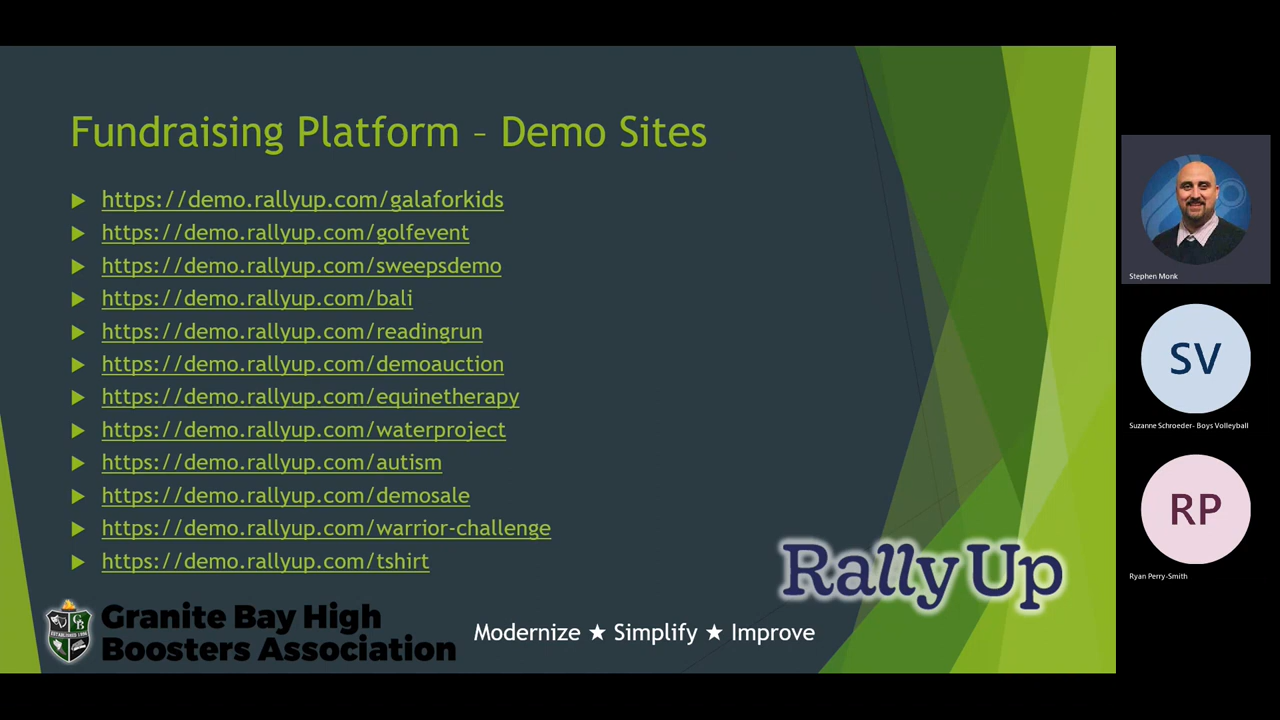 Fundraising Platform – Demo Sites
https://demo.rallyup.com/galaforkids
https://demo.rallyup.com/golfevent
https://demo.rallyup.com/sweepsdemo
https://demo.rallyup.com/bali
https://demo.rallyup.com/readingrun
https://demo.rallyup.com/demoauction
https://demo.rallyup.com/equinetherapy
https://demo.rallyup.com/waterproject
https://demo.rallyup.com/autism
https://demo.rallyup.com/demosale
https://demo.rallyup.com/warrior-challenge
https://demo.rallyup.com/tshirt
Rally Up
Granite Bay High
Boosters Association
Modernize ★ Simplify ★ Improve
Stephen Monk
SV
Suzanne Schroeder- Boys Volleyball
RP
Ryan Perry-Smith